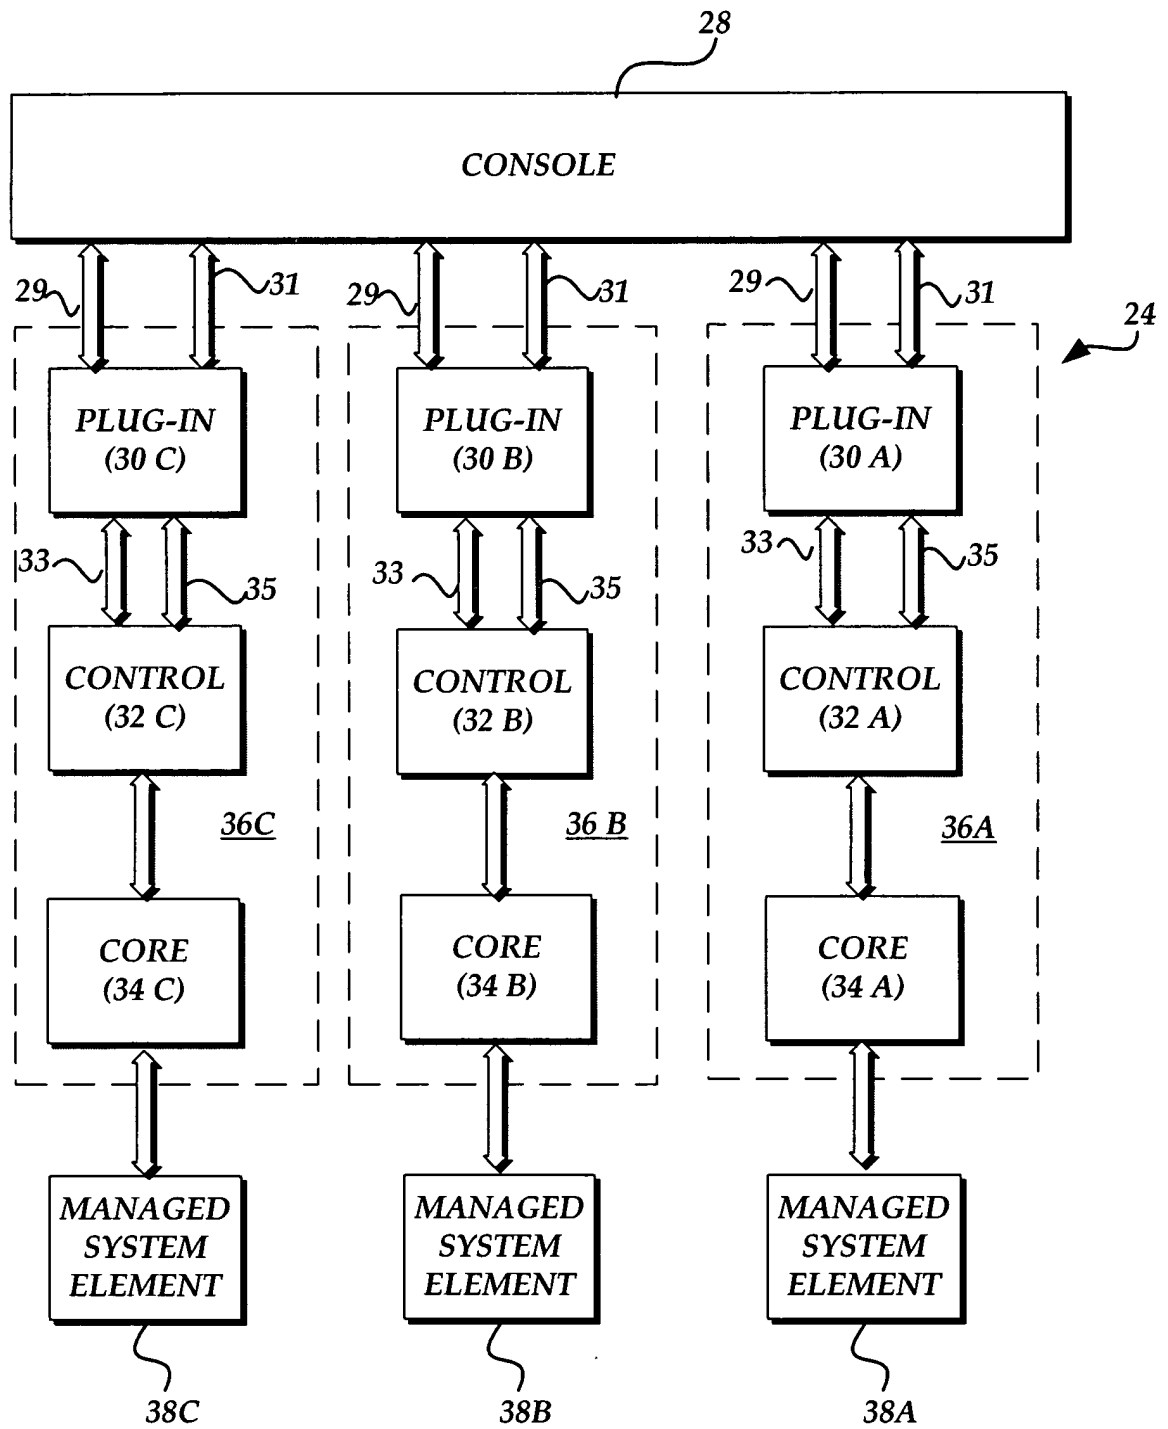 28
CONSOLE
29
31
29
31
29
31
24
PLUG-IN
(30 C)
PLUG-IN
(30 B)
PLUG-IN
(30 A)
33
35
33
35
33
35
CONTROL
(32 C)
CONTROL
(32 B)
CONTROL
(32 A)
36C
36 B
36A
CORE
(34 C)
CORE
(34 B)
CORE
(34 A)
MANAGED
SYSTEM
ELEMENT
MANAGED
SYSTEM
ELEMENT
MANAGED
SYSTEM
ELEMENT
38C
38B
38A